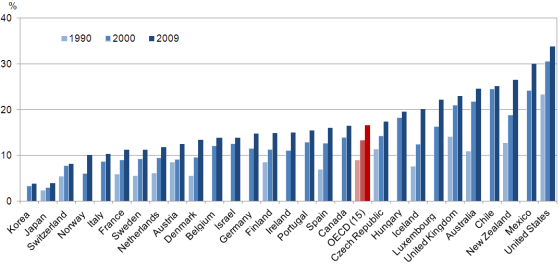 %
40
30
20
10
0
1990 2000 2009
Korea
Japan
Switzerland
Norway
Italy
France
Sweden
Netherlands
Austria
Denmark
Belgium
Israel
Germany
Finland
Ireland
Portugal
Spain
Canada
OECD (15)
Czech Republic
Hungary
Iceland
Luxembourg
United Kingdom
Australia
Chile
New Zealand
Mexico
United States